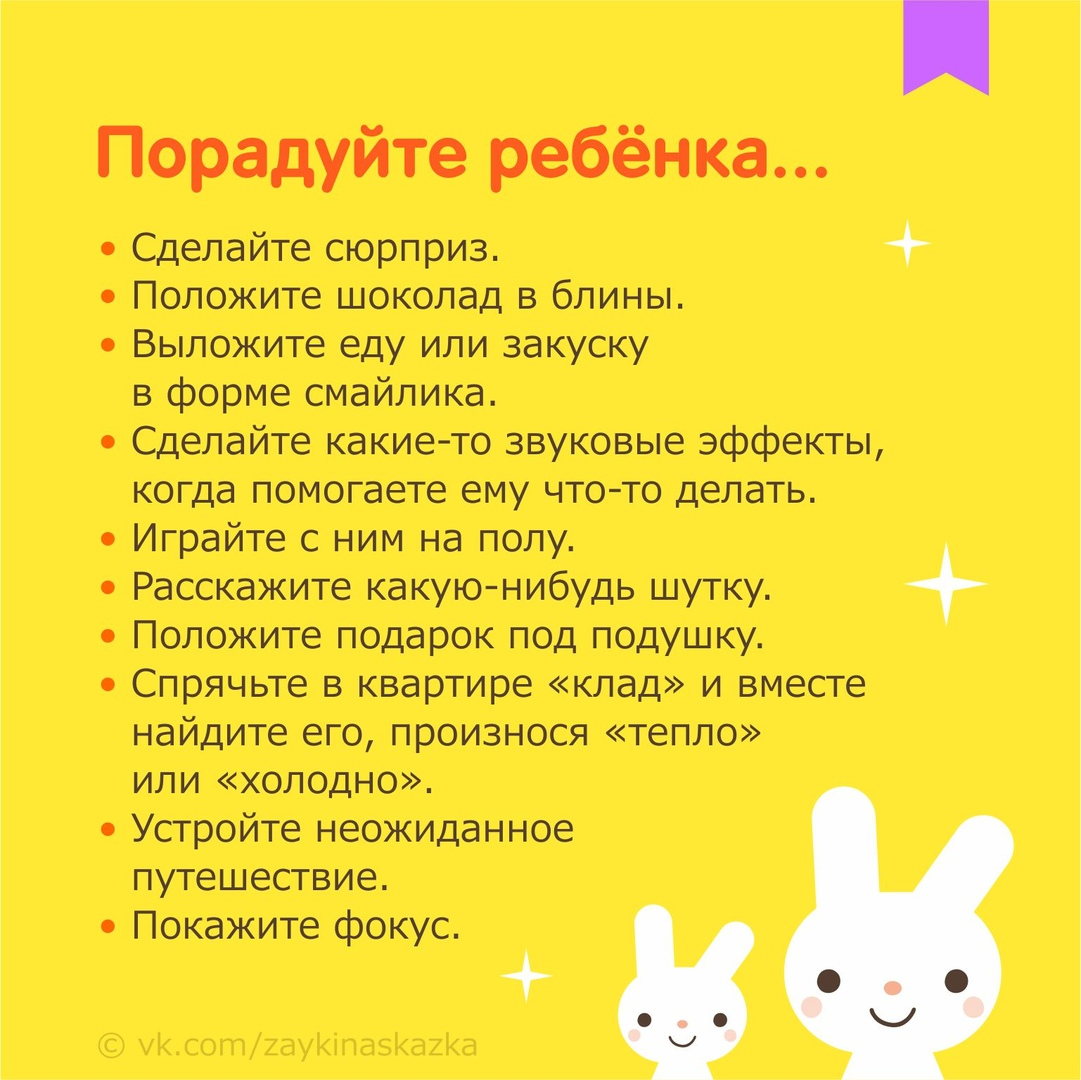 Порадуйте ребёнка...
• Сделайте сюрприз.
• Положите шоколад в блины.
• Выложите еду или закуску
в форме смайлика.
• Сделайте какие-то звуковые эффекты,
когда помогаете ему что-то делать.
• Играйте с ним на полу.
• Расскажите какую-нибудь шутку.
• Положите подарок под подушку.
• Спрячьте в квартире «клад» и вместе
найдите его, произнося «тепло»
или «холодно».
• Устройте неожиданное
путешествие.
• Покажите фокус.
© vk.com/zaykinaskazka